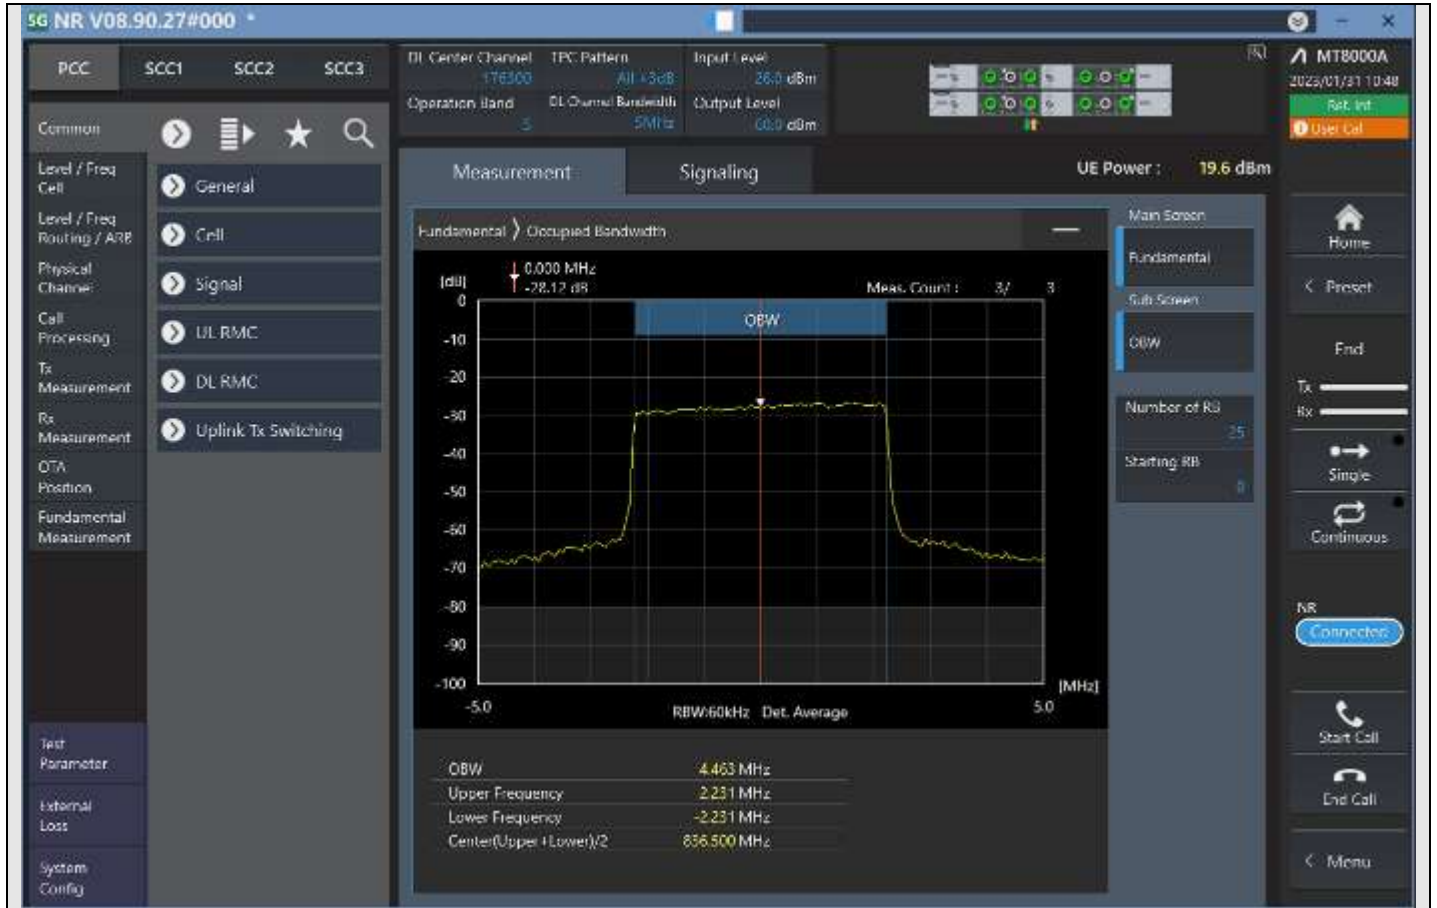 SG NR V08.90.27#000 *
PCC SCC1 SCC2 SCC3
DL Center Channel TPC Pattern Input Level
176300 All +3dB 26.0 dBm
Operation Band DL Channel Bandwidth Output Level
5 5MHz dBm
MT8000A
2023/01/31 10:48
Ref. Int
User Cal
Common
Level / Freq
Cell
Level / Freq
Routing / ARB
Physical
Channel
Call
Processing
Tx
Measurement
Rx
Measurement
OTA
Position
Fundamental
Measurement
Test
Parameter
External
Loss
System
Config
General
Cell
Signal
UL RMC
DL RMC
Uplink Tx Switching
Measurement Signaling
UE Power : 19.6 dBm
Fundamental Occupied Bandwidth
0.000 MHz
[dB] -28.12 dB Meas. Count : 3/ 3
OBW
0
-10
-20
-30
-40
-50
-60
-70
-80
-90
-100
[MHz]
-5.0 RBW:60kHz Det. Average 5.0
OBW 4.463 MHz
Upper Frequency 2.231 MHz
Lower Frequency -2.231 MHz
Center(Upper+Lower)/2 836.500 MHz
Main Screen
Fundamental
Sub Screen
OBW
Number of RB
25
Starting RB
0
Home
< Preset
End
Tx
Rx
Single
Continuous
NR
Connected
Start Call
End Call
< Menu